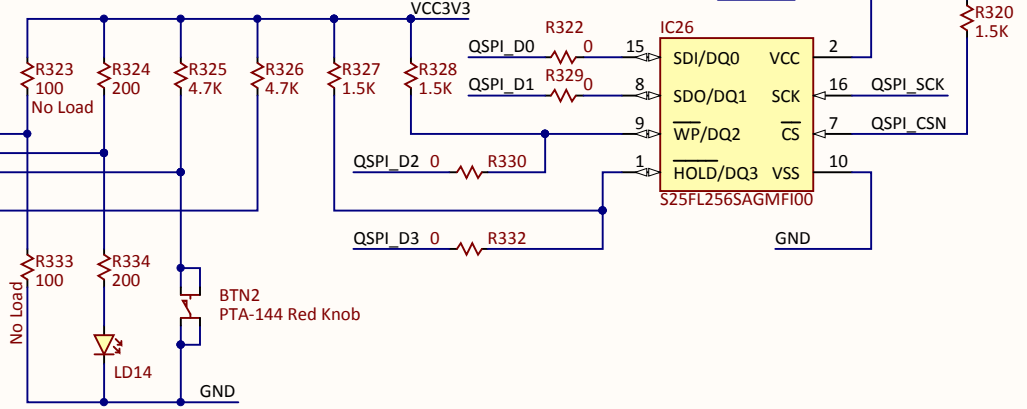 VCC3V3
R323
100
No Load
R324
200
R325
4.7K
R326
4.7K
R327
1.5K
R328
1.5K
QSPI_D0
R322
0
15
QSPI_D1
R329
0
8
9
QSPI_D2 0 R330
1
QSPI_D3 0 R332
IC26
SDI/DQ0 VCC
SDO/DQ1 SCK
WP/DQ2 CS
HOLD/DQ3 VSS
S25FL256SAGMFI00
2
16 QSPI_SCK
7 QSPI_CSN
10
GND
R320
1.5K
R333
100
No Load
R334
200
LD14
BTN2
PTA-144 Red Knob
GND